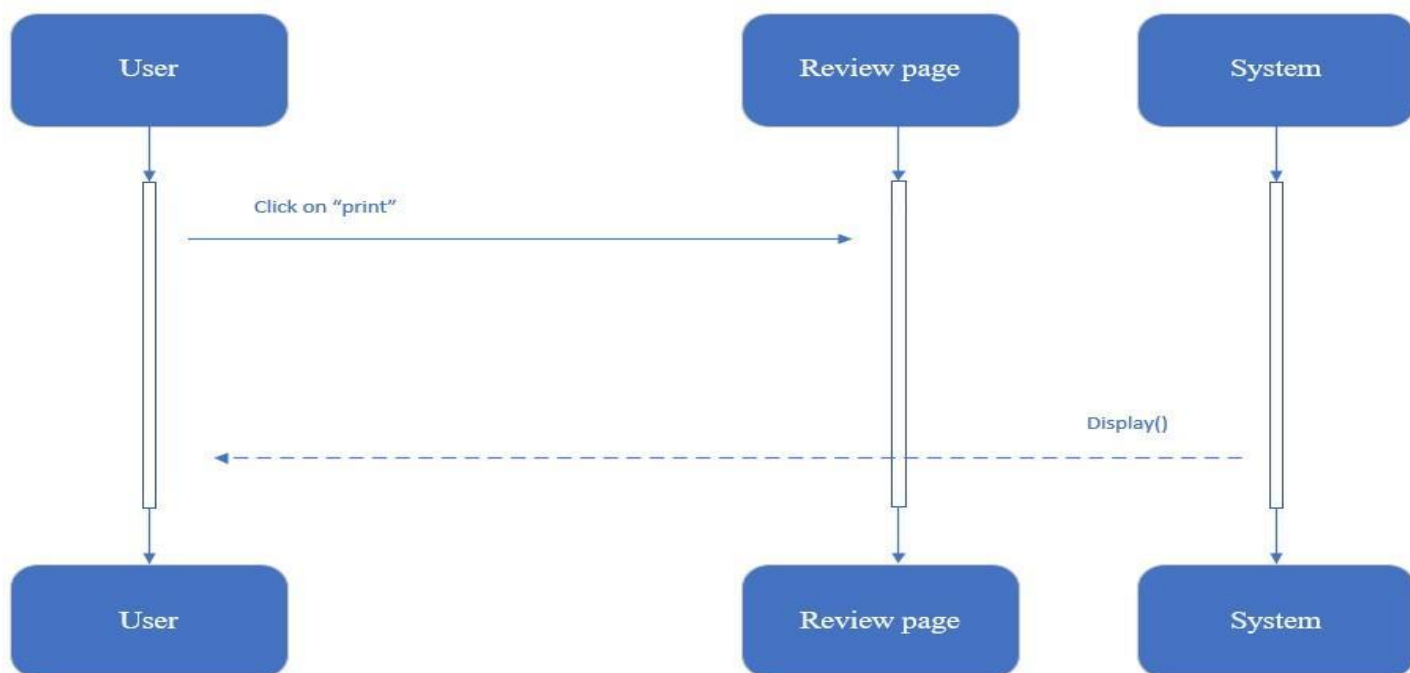 User
Review page
System
Click on “print”
Display()
User
Review page
System